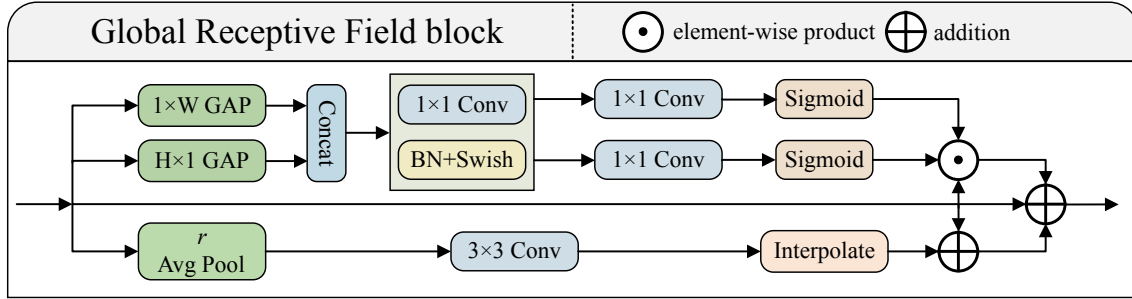 Global Receptive Field block
element-wise product
addition
1×W GAP
H×1 GAP
Concat
1×1 Conv
BN+Swish
1×1 Conv
Sigmoid
1×1 Conv
Sigmoid
r
Avg Pool
3×3 Conv
Interpolate